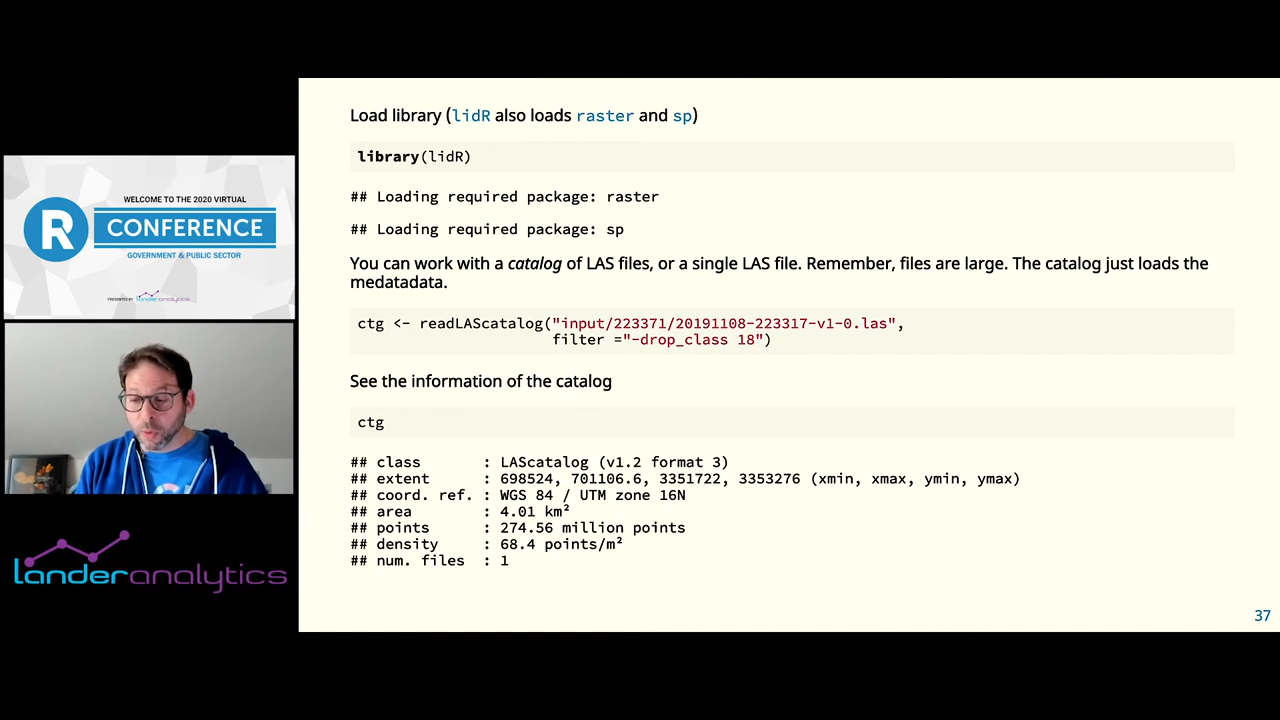 WELCOME TO THE 2020 VIRTUAL
R CONFERENCE
GOVERNMENT & PUBLIC SECTOR
PRESENTED BY landeranalytics
landeranalytics
Load library (lidR also loads raster and sp)
library(lidR)
## Loading required package: raster
## Loading required package: sp
You can work with a catalog of LAS files, or a single LAS file. Remember, files are large. The catalog just loads the
medatadata.
ctg <- readLAScatalog("input/223371/20191108-223317-v1-0.las",
filter ="-drop_class 18")
See the information of the catalog
ctg
## class : LAScatalog (v1.2 format 3)
## extent : 698524, 701106.6, 3351722, 3353276 (xmin, xmax, ymin, ymax)
## coord. ref. : WGS 84 / UTM zone 16N
## area : 4.01 km²
## points : 274.56 million points
## density : 68.4 points/m²
## num. files : 1
37